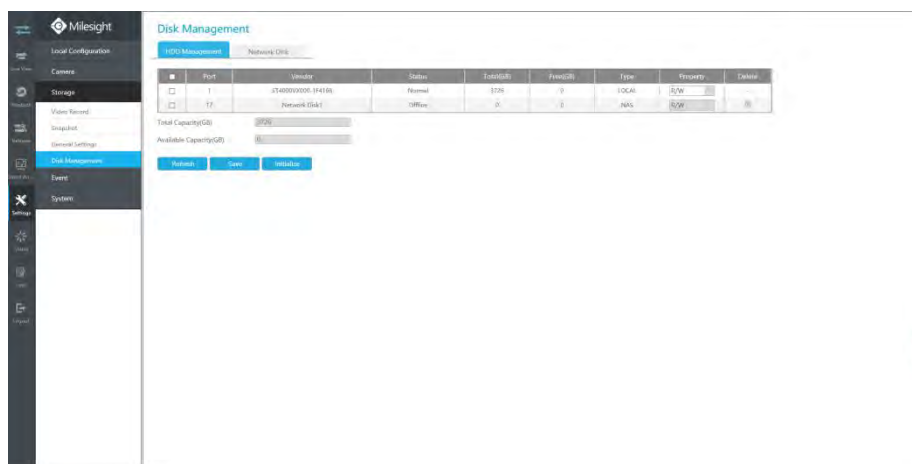 Milesight
Disk Management
Local Configuration
HDD Management Network Disk
Camera
Storage
Port Vendor Status Total(GB) Free(GB) Type Property Delete
1 Normal 3726 0 LOCAL R/W
17 Network Disk1 Offline 0 0 NAS R/W
Video Record
Snapshot
General Settings
Disk Management
Event
System
Total Capacity(GB) 3726
Available Capacity(GB) 0
Refresh Save Initialize
Settings